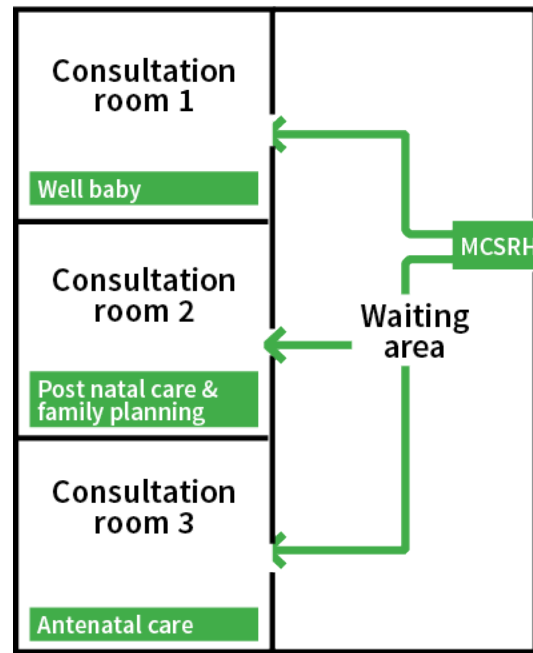 Consultation
room 1
Well baby
MCSRH
Consultation
room 2
Waiting
area
Post natal care &
family planning
Consultation
room 3
Antenatal care